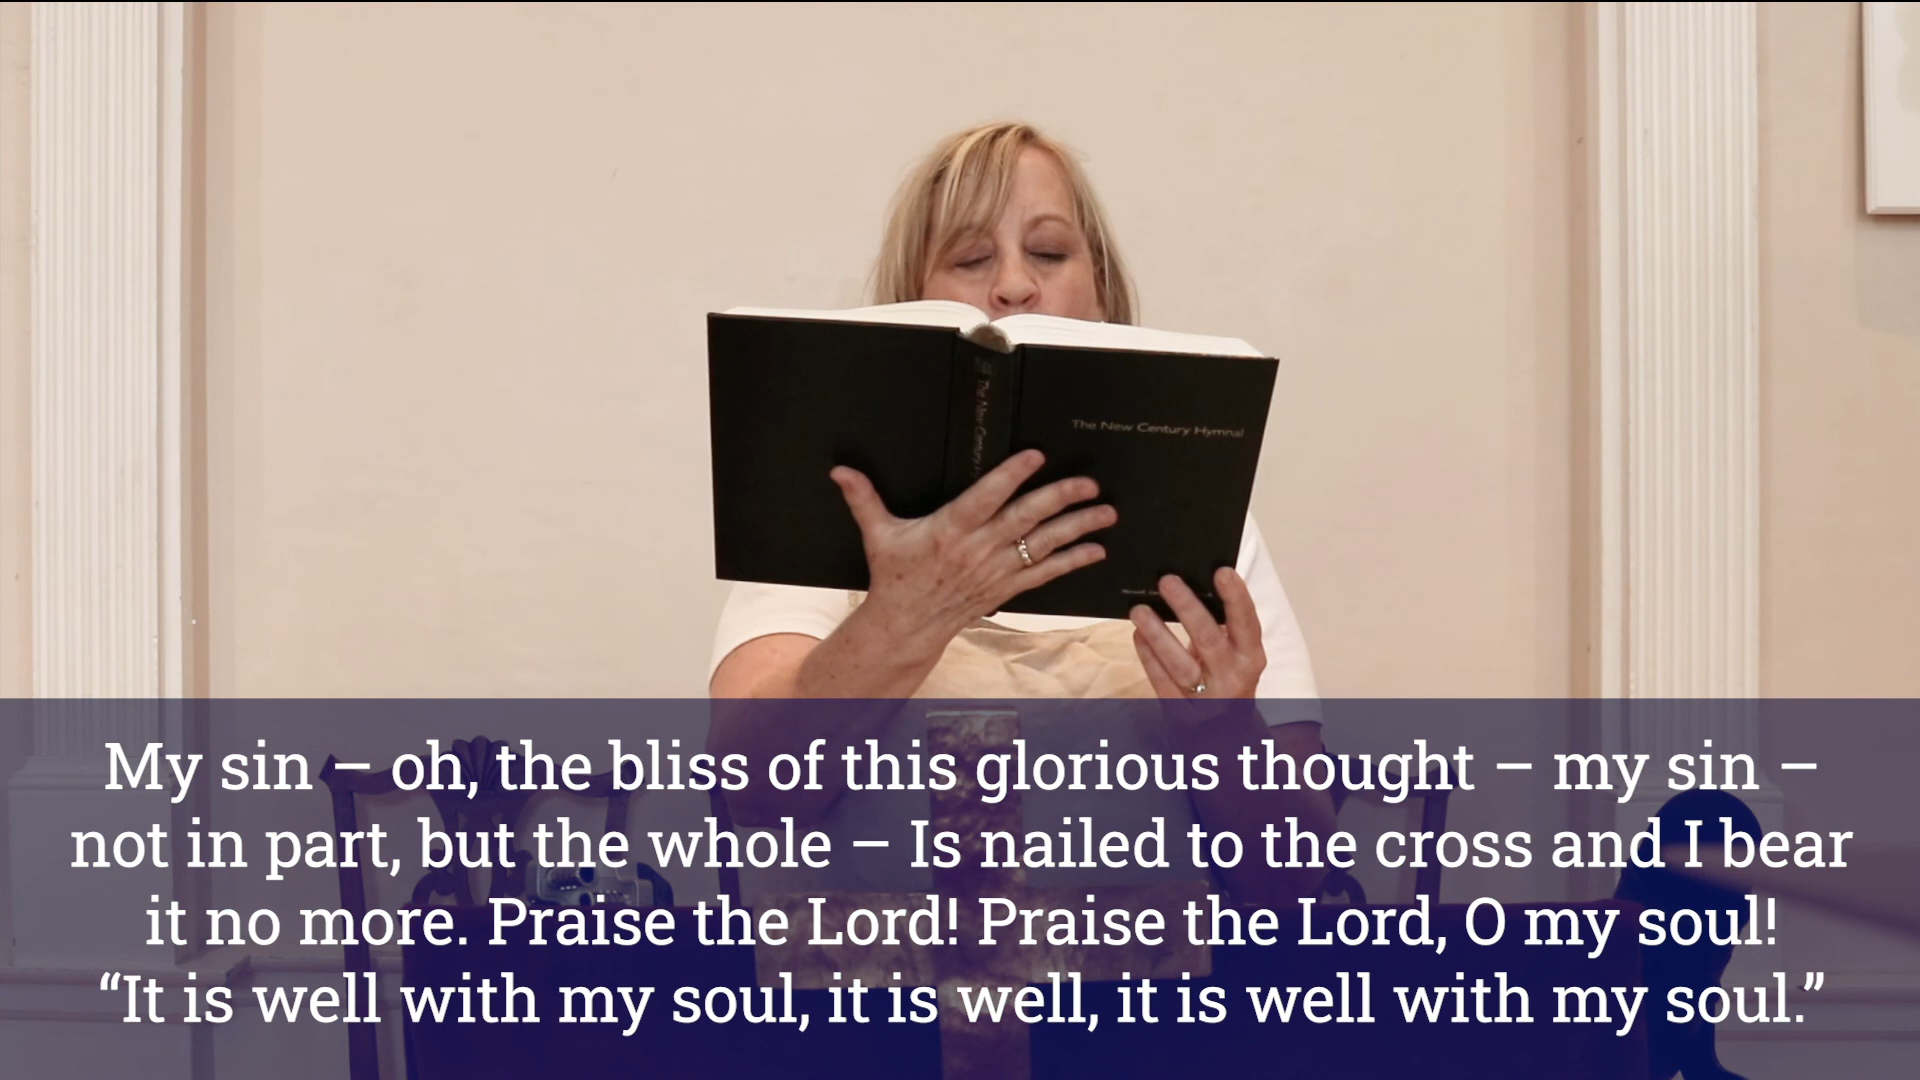 The New Century Hymnal
The New Century
My sin – oh, the bliss of this glorious thought – my sin –
not in part, but the whole – Is nailed to the cross and I bear
it no more. Praise the Lord! Praise the Lord, O my soul!
“It is well with my soul, it is well, it is well with my soul.”